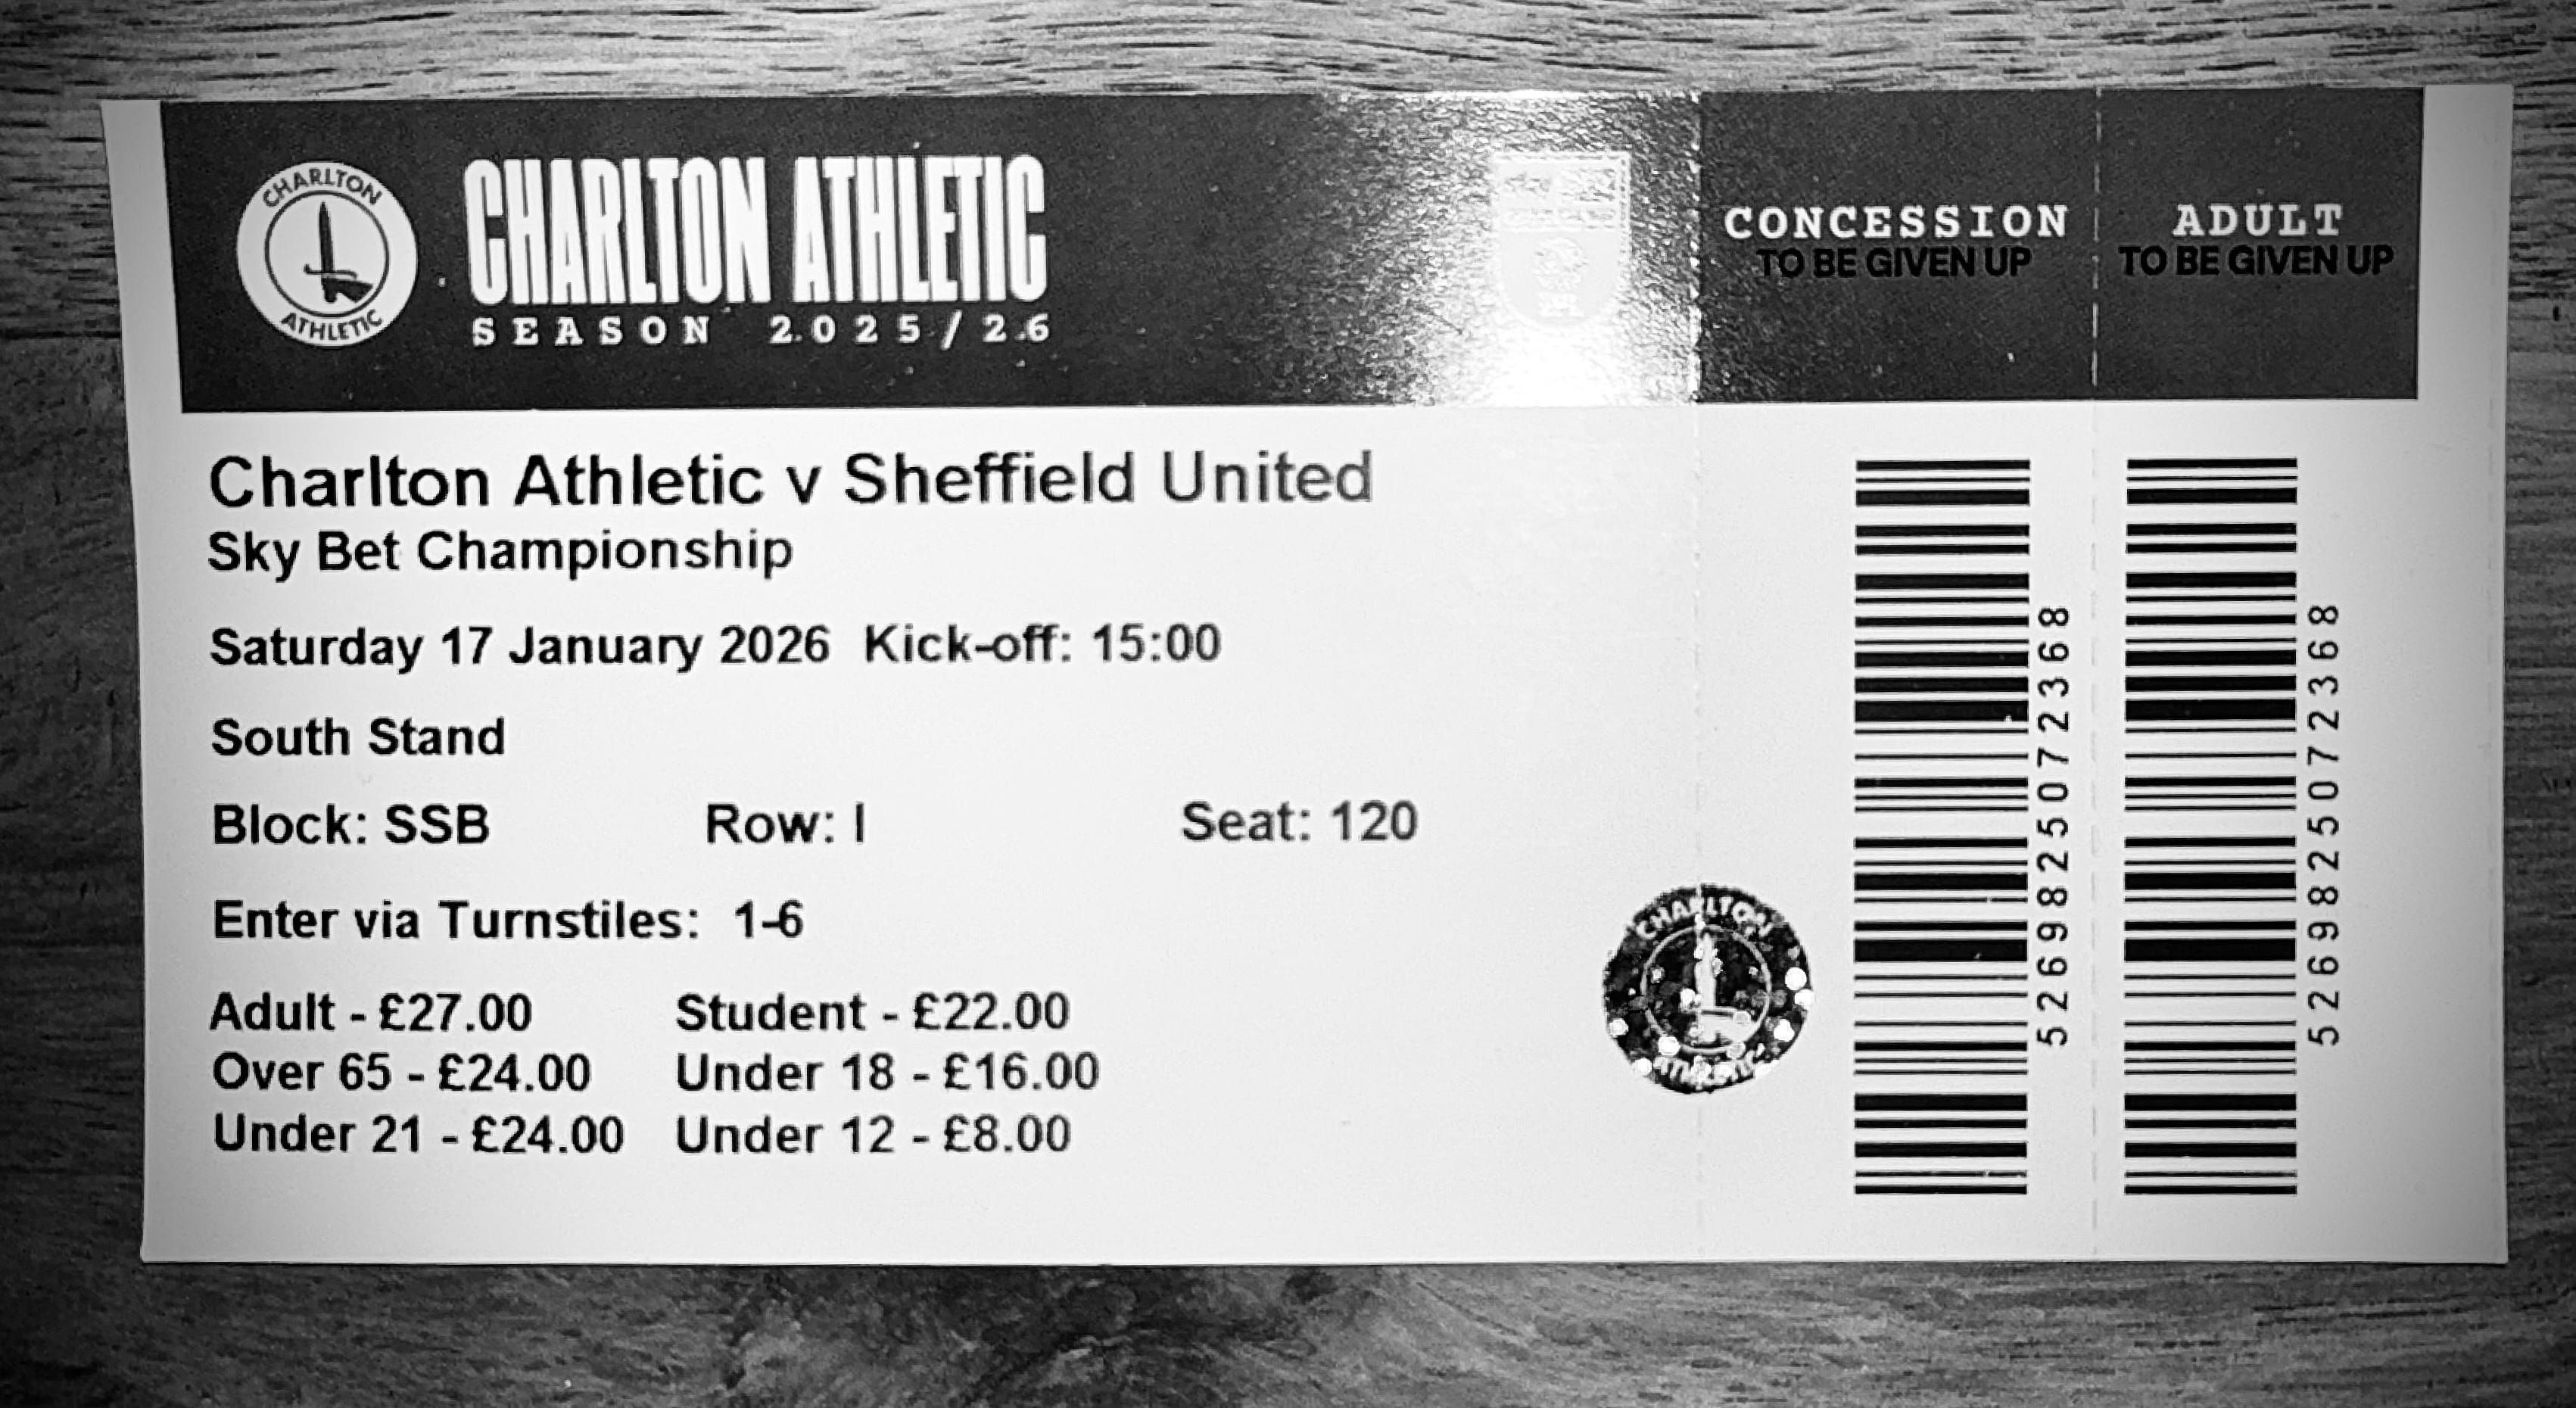 CHARLTON
ATHLETIC
CHARLTON ATHLETIC
SEASON 2025/26
CONCESSION
TO BE GIVEN UP
ADULT
TO BE GIVEN UP
Charlton Athletic v Sheffield United
Sky Bet Championship
Saturday 17 January 2026 Kick-off: 15:00
South Stand
Block: SSB Row: I Seat: 120
Enter via Turnstiles: 1-6
Adult - £27.00 Student - £22.00
Over 65 - £24.00 Under 18 - £16.00
Under 21 - £24.00 Under 12 - £8.00
CHARLTON
ATHLETIC
5269825072368
5269825072368